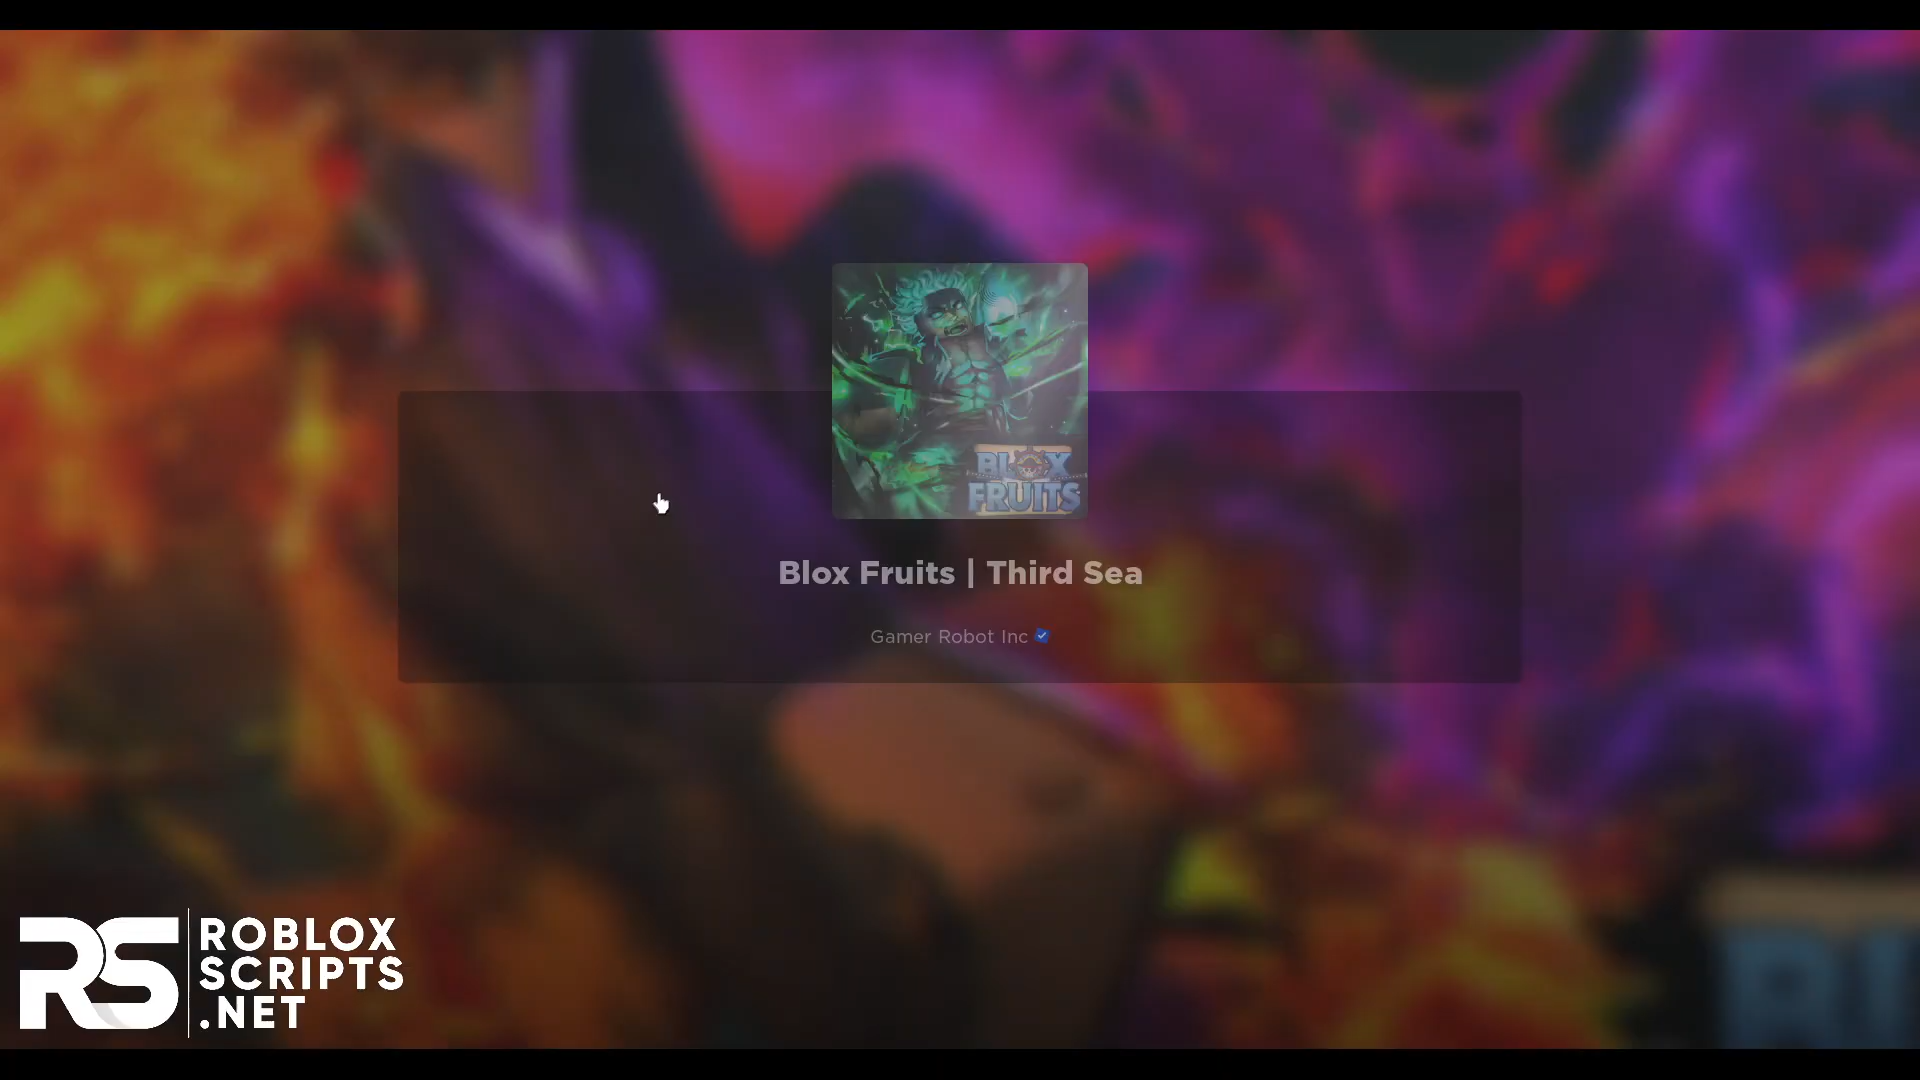 BLOX
FRUITS
Blox Fruits | Third Sea
Gamer Robot Inc
RS
ROBLOX
SCRIPTS
.NET